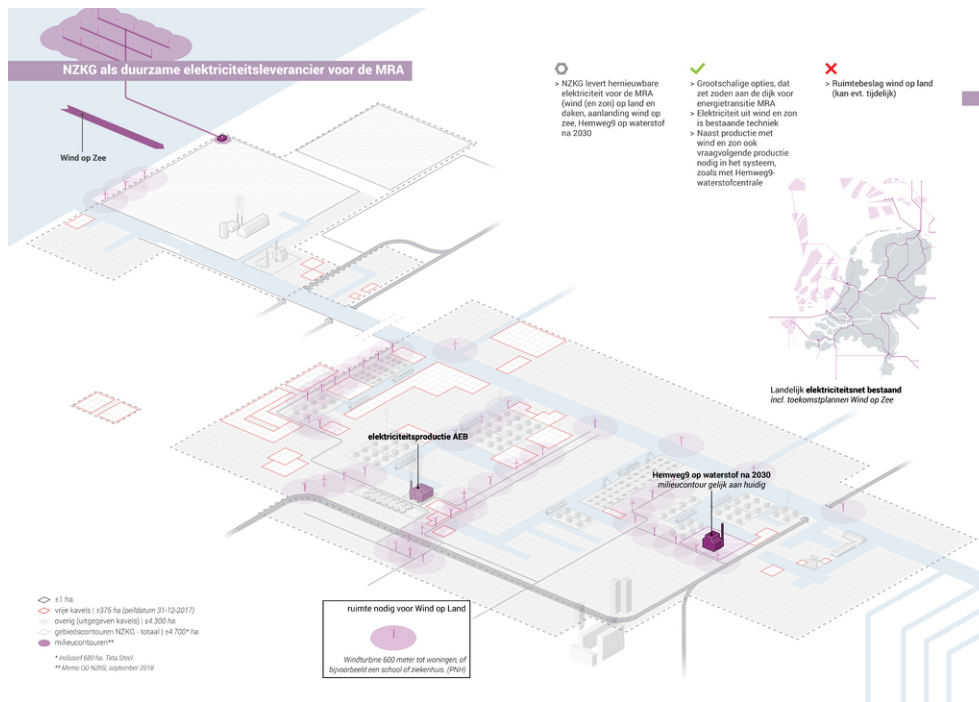 NZKG als duurzame elektriciteitsleverancier voor de MRA
Wind op Zee
> NZKG levert hernieuwbare
elektriciteit voor de MRA
(wind (en zon) op land en
daken, aanlanding wind op
zee, Hemweg9 op waterstof
na 2030
> Grootschalige opties, dat
zet zoden aan de dijk voor
energietransitie MRA
> Elektriciteit uit wind en zon
is bestaande techniek
> Naast productie met
wind en zon ook
vraagvolgende productie
nodig in het systeem,
zoals met Hemweg9-
waterstofcentrale
> Ruimtebeslag wind op land
(kan evt. tijdelijk)
Landelijk elektriciteitsnet bestaand
incl. toekomstplannen Wind op Zee
elektriciteitsproductie AEB
Hemweg9 op waterstof na 2030
milieucontour gelijk aan huidig
±1 ha.
vrije kavels | ±375 ha (peildatum 31-12-2017)
overig (uitgegeven kavels) | ±4.300 ha
gebiedscontouren NZKG - totaal | ±4.700* ha
milieucontouren**
* inclusief 680 ha. Tata Steel
** Memo OD NZKG, september 2018
ruimte nodig voor Wind op Land
Windturbine 600 meter tot woningen, of
bijvoorbeeld een school of ziekenhuis. (PNH)